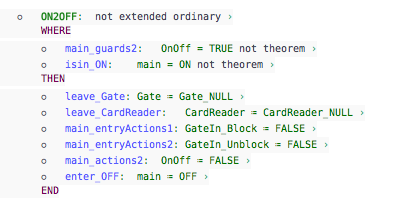 ON2OFF: not extended ordinary ›
WHERE
main_guards2: OnOff = TRUE not theorem ›
isin_ON: main = ON not theorem ›
THEN
leave_Gate: Gate ≔ Gate_NULL ›
leave_CardReader: CardReader ≔ CardReader_NULL ›
main_entryActions1: GateIn_Block ≔ FALSE ›
main_entryActions2: GateIn_Unblock ≔ FALSE ›
main_actions2: OnOff ≔ FALSE ›
enter_OFF: main ≔ OFF ›
END